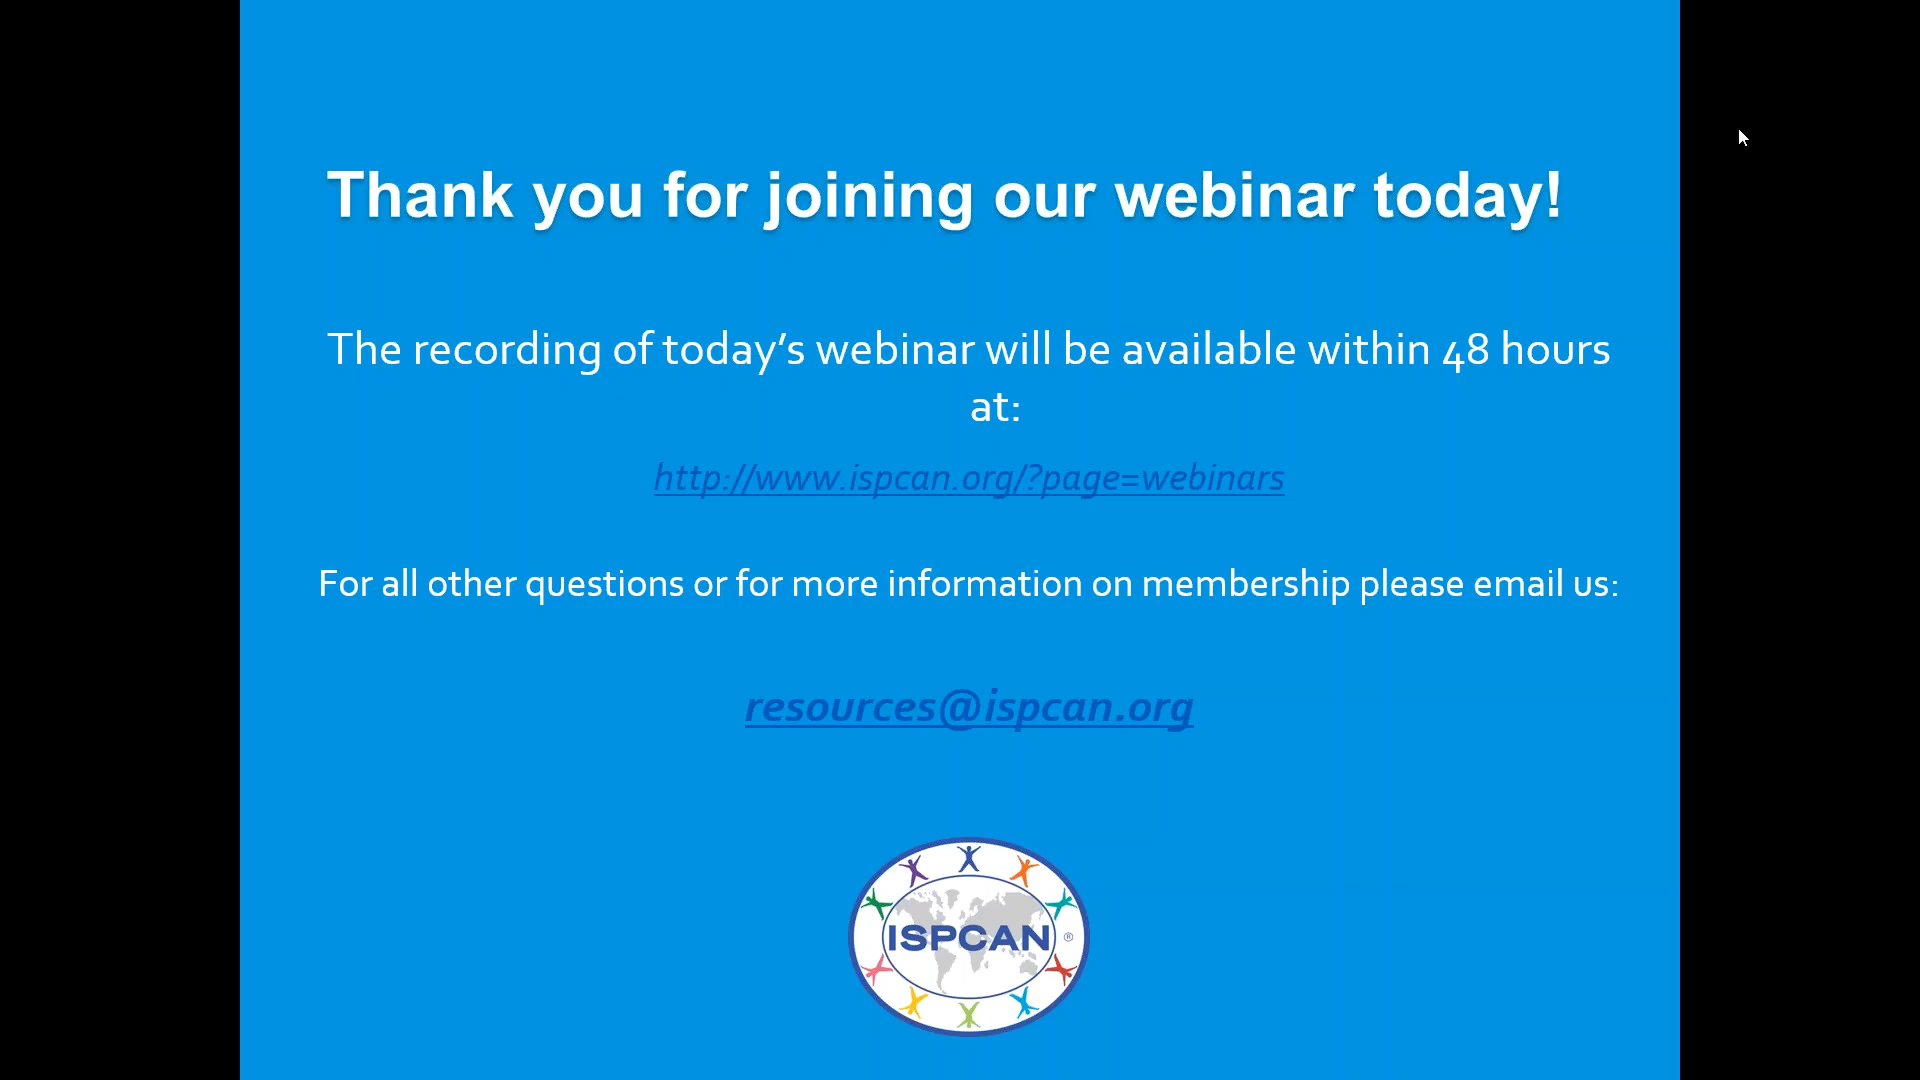 Thank you for joining our webinar today!
The recording of today’s webinar will be available within 48 hours
at:
http://www.ispcan.org/?page=webinars
For all other questions or for more information on membership please email us:
resources@ispcan.org
ISPCAN ®